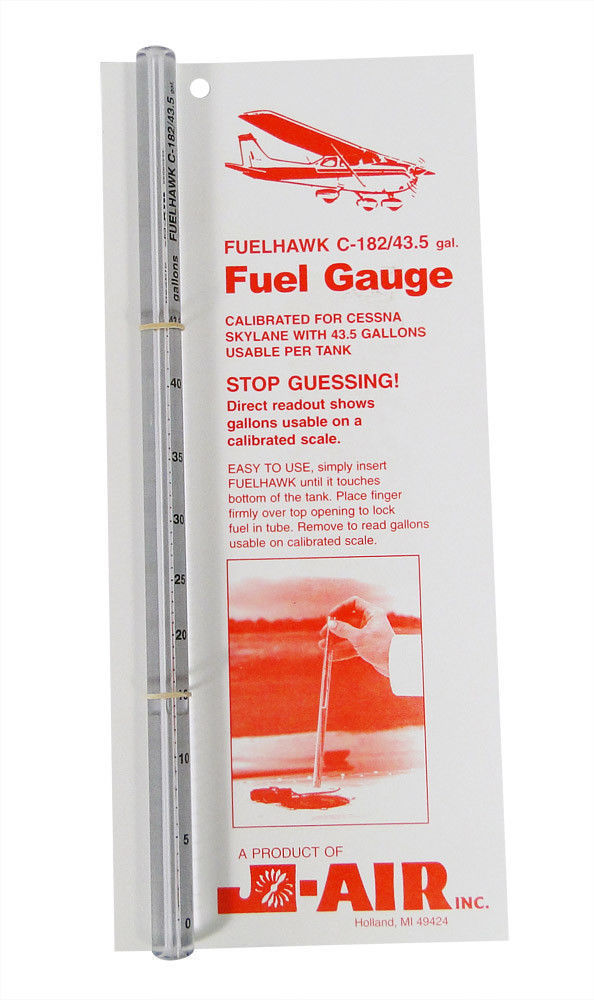 FUELHAWK C-182/43.5 gal.
gallons
40
35
30
25
20
10
5
0
FUELHAWK C-182/43.5 gal.
Fuel Gauge
CALIBRATED FOR CESSNA
SKYLANE WITH 43.5 GALLONS
USABLE PER TANK
STOP GUESSING!
Direct readout shows
gallons usable on a
calibrated scale.
EASY TO USE, simply insert
FUELHAWK until it touches
bottom of the tank. Place finger
firmly over top opening to lock
fuel in tube. Remove to read gallons
usable on calibrated scale.
A PRODUCT OF
JO-AIR INC.
Holland, MI 49424